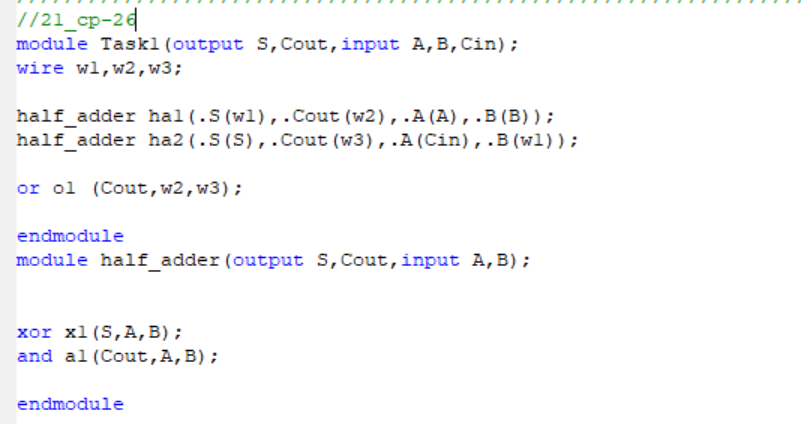 //21_cp-26
module Task1(output S,Cout,input A,B,Cin);
wire w1,w2,w3;
half_adder ha1(.S(w1),.Cout(w2),.A(A),.B(B));
half_adder ha2(.S(S),.Cout(w3),.A(Cin),.B(w1));
or o1 (Cout,w2,w3);
endmodule
module half_adder(output S,Cout,input A,B);
xor x1(S,A,B);
and a1(Cout,A,B);
endmodule